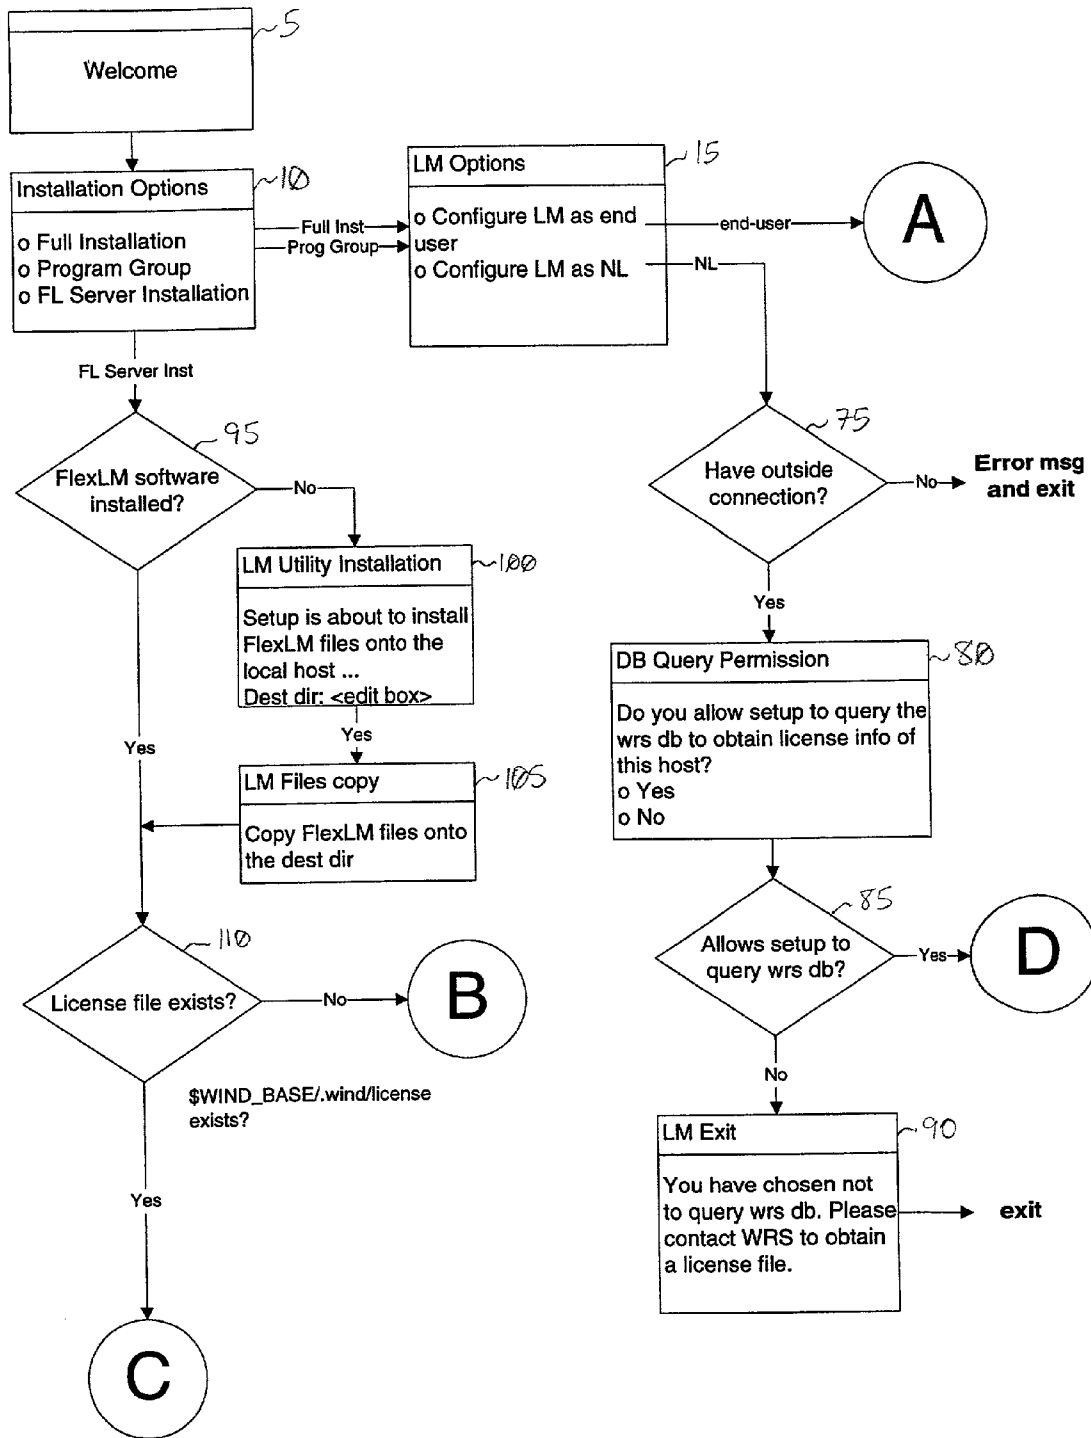 5
Welcome
10
Installation Options
o Full Installation
o Program Group
o FL Server Installation
Full Inst
Prog Group
15
LM Options
o Configure LM as end
user
o Configure LM as NL
end-user
A
NL
FL Server Inst
95
FlexLM software
installed?
No
75
Have outside
connection?
No
Error msg
and exit
100
LM Utility Installation
Setup is about to install
FlexLM files onto the
local host ...
Dest dir: <edit box>
Yes
Yes
Yes
80
DB Query Permission
Do you allow setup to query the
wrs db to obtain license info of
this host?
o Yes
o No
105
LM Files copy
Copy FlexLM files onto
the dest dir
85
Allows setup to
query wrs db?
Yes
D
110
License file exists?
No
B
$WIND_BASE/.wind/license
exists?
No
90
LM Exit
You have chosen not
to query wrs db. Please
contact WRS to obtain
a license file.
exit
Yes
C